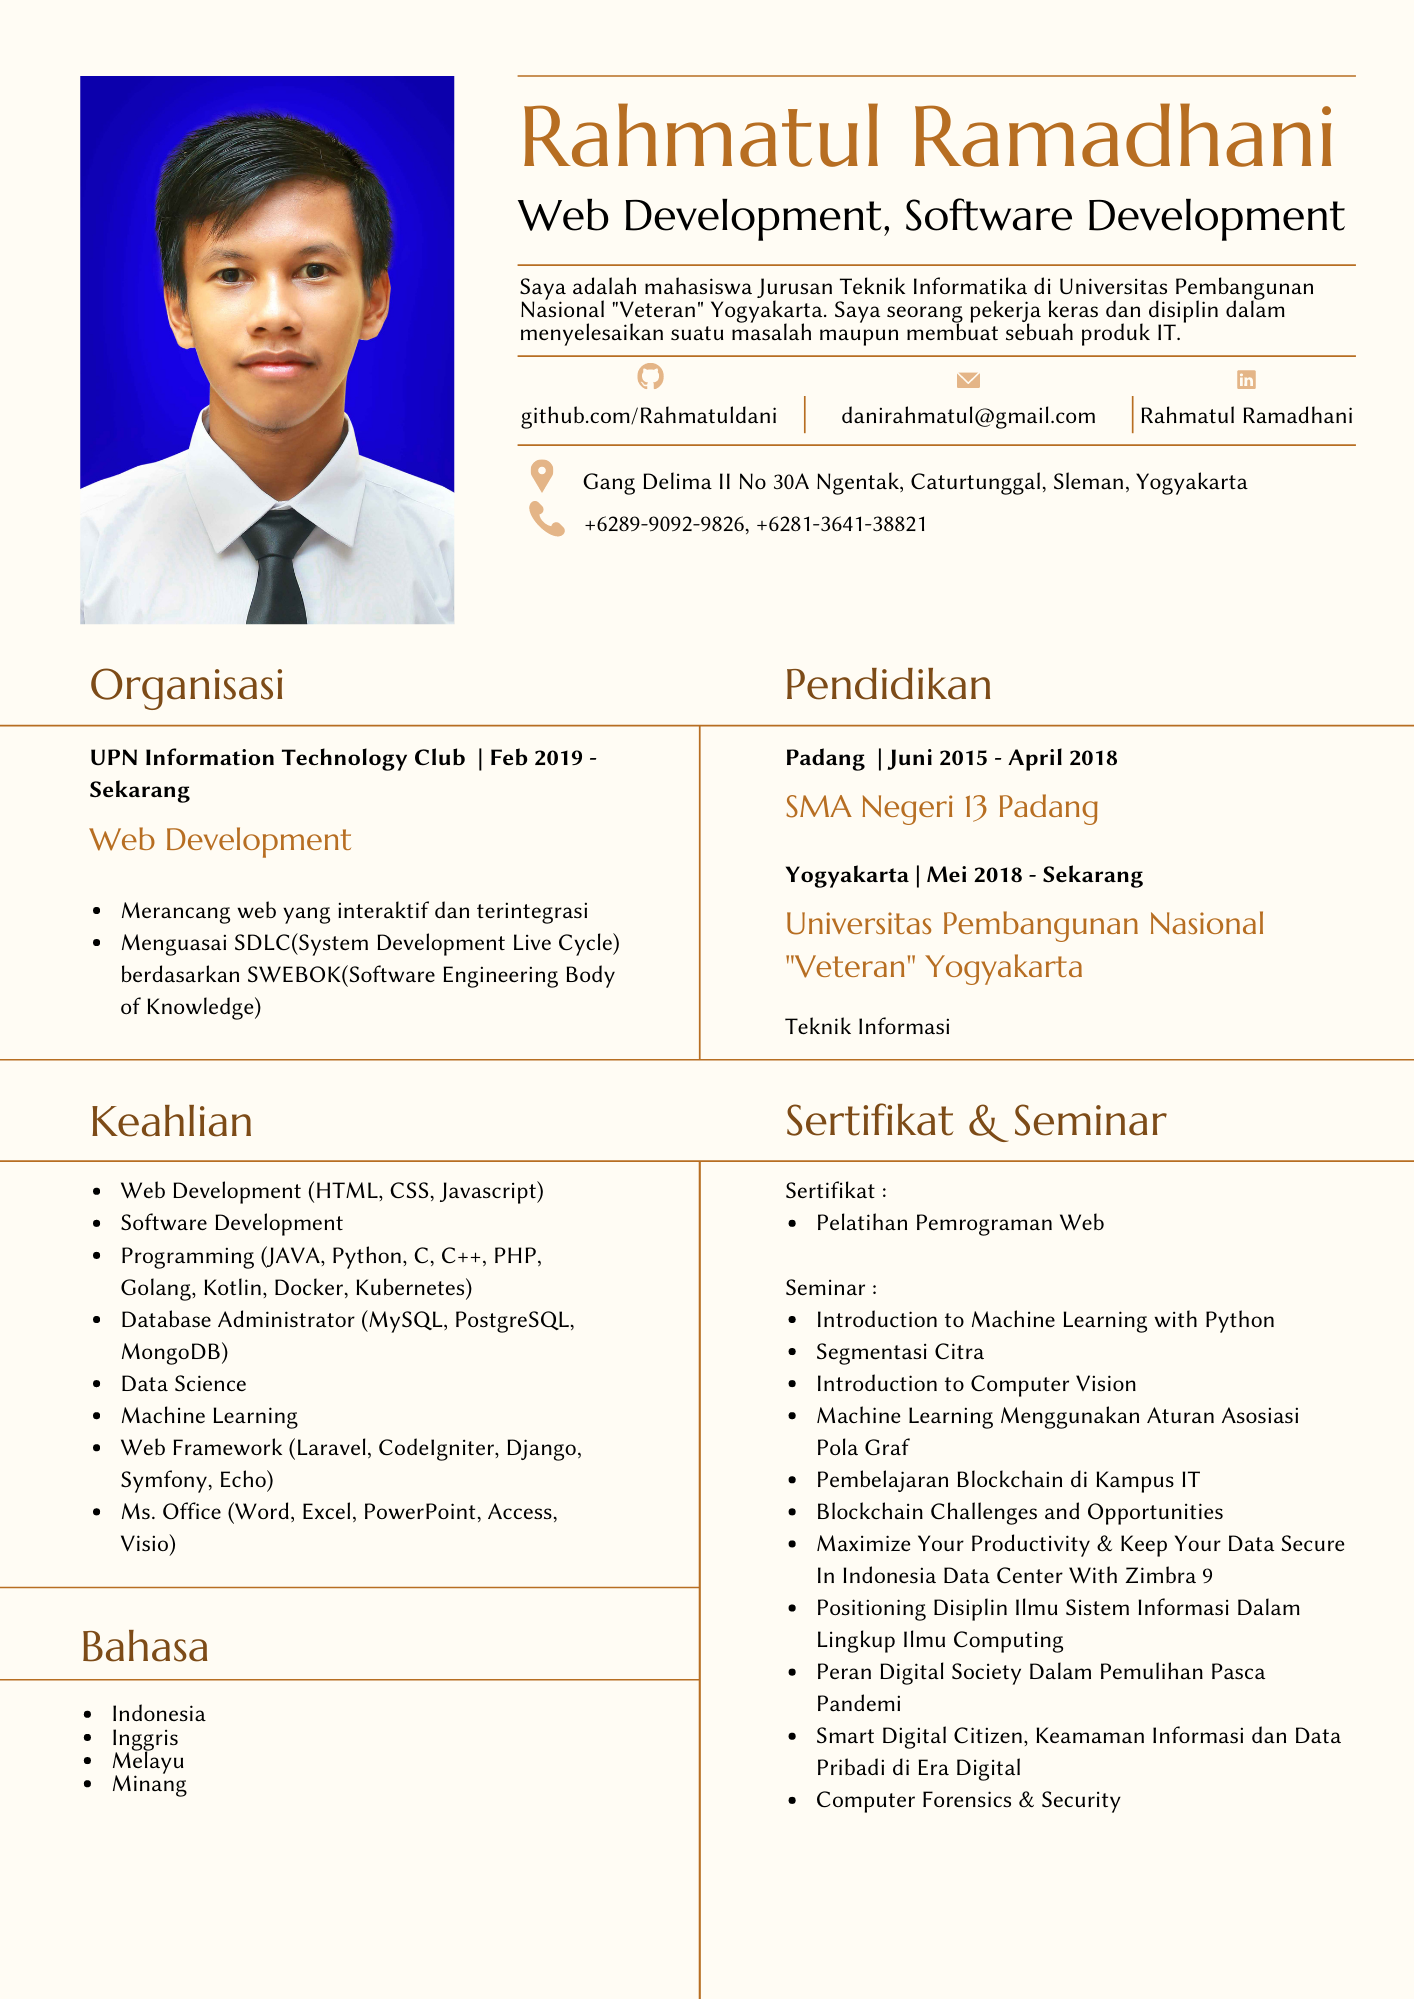 Rahmatul Ramadhani
Web Development, Software Development
Saya adalah mahasiswa Jurusan Teknik Informatika di Universitas Pembangunan
Nasional "Veteran" Yogyakarta. Saya seorang pekerja keras dan disiplin dalam
menyelesaikan suatu masalah maupun membuat sebuah produk IT.
github.com/Rahmatuldani
danirahmatul@gmail.com
Rahmatul Ramadhani
Gang Delima II No 30A Ngentak, Caturtunggal, Sleman, Yogyakarta
+6289-9092-9826, +6281-3641-38821
Organisasi
UPN Information Technology Club | Feb 2019 -
Sekarang
Web Development
• Merancang web yang interaktif dan terintegrasi
• Menguasai SDLC(System Development Live Cycle)
berdasarkan SWEBOK(Software Engineering Body
of Knowledge)
Pendidikan
Padang | Juni 2015 - April 2018
SMA Negeri 13 Padang
Yogyakarta | Mei 2018 - Sekarang
Universitas Pembangunan Nasional
"Veteran" Yogyakarta
Teknik Informasi
Keahlian
• Web Development (HTML, CSS, Javascript)
• Software Development
• Programming (JAVA, Python, C, C++, PHP,
Golang, Kotlin, Docker, Kubernetes)
• Database Administrator (MySQL, PostgreSQL,
MongoDB)
• Data Science
• Machine Learning
• Web Framework (Laravel, CodeIgniter, Django,
Symfony, Echo)
• Ms. Office (Word, Excel, PowerPoint, Access,
Visio)
Bahasa
• Indonesia
• Inggris
• Melayu
• Minang
Sertifikat & Seminar
Sertifikat :
• Pelatihan Pemrograman Web
Seminar :
• Introduction to Machine Learning with Python
• Segmentasi Citra
• Introduction to Computer Vision
• Machine Learning Menggunakan Aturan Asosiasi
Pola Graf
• Pembelajaran Blockchain di Kampus IT
• Blockchain Challenges and Opportunities
• Maximize Your Productivity & Keep Your Data Secure
In Indonesia Data Center With Zimbra 9
• Positioning Disiplin Ilmu Sistem Informasi Dalam
Lingkup Ilmu Computing
• Peran Digital Society Dalam Pemulihan Pasca
Pandemi
• Smart Digital Citizen, Keamaman Informasi dan Data
Pribadi di Era Digital
• Computer Forensics & Security